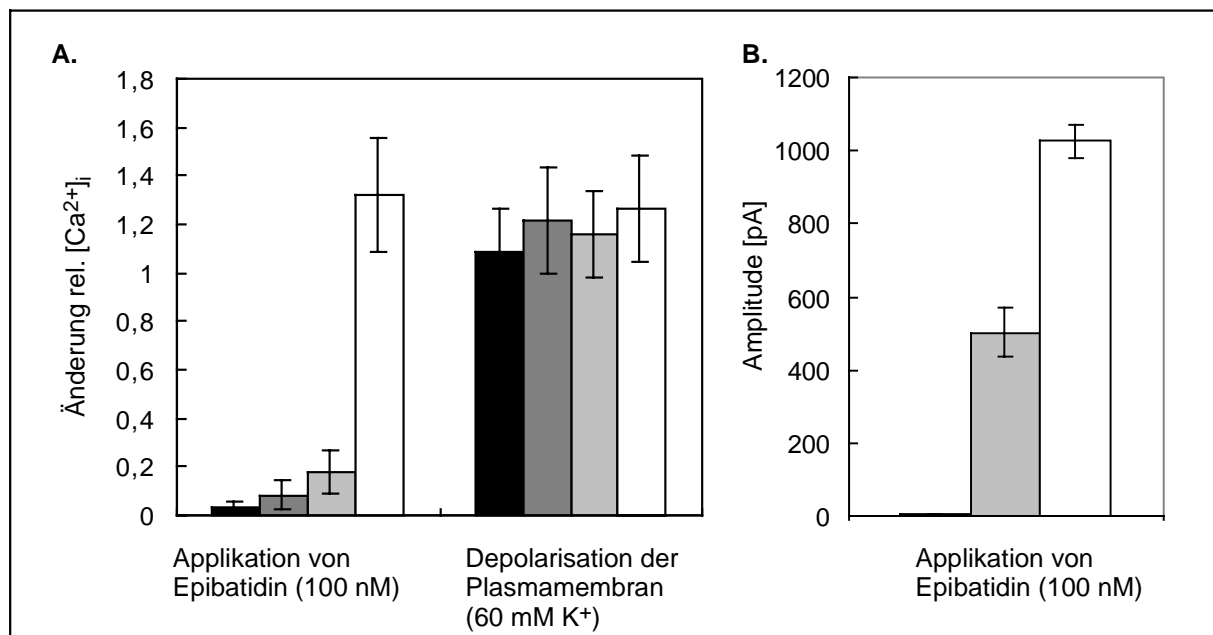 A.
1,8
1,6
1,4
1,2
1
0,8
0,6
0,4
0,2
0
Änderung rel. [Ca2+]i
Applikation von
Epibatidin (100 nM)
Depolarisation der
Plasmamembran
(60 mM K+)
B.
1200
1000
800
600
400
200
0
Amplitude [pA]
Applikation von
Epibatidin (100 nM)